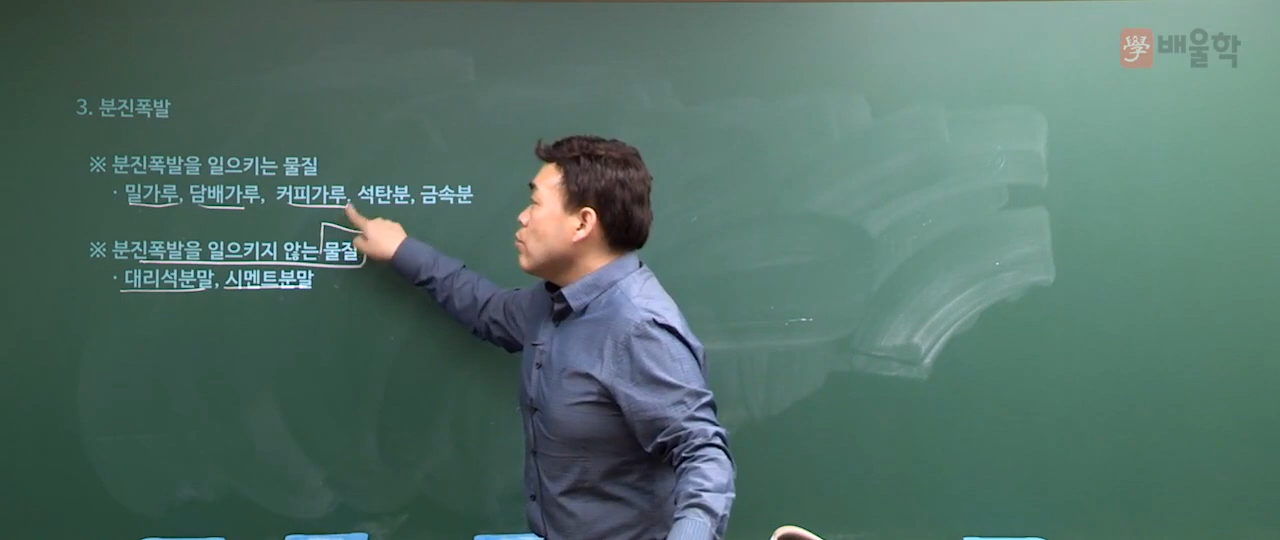 學 배울학
3. 분진폭발
※ 분진폭발을 일으키는 물질
· 밀가루, 담배가루, 커피가루, 석탄분, 금속분
※ 분진폭발을 일으키지 않는 물질
· 대리석분말, 시멘트분말